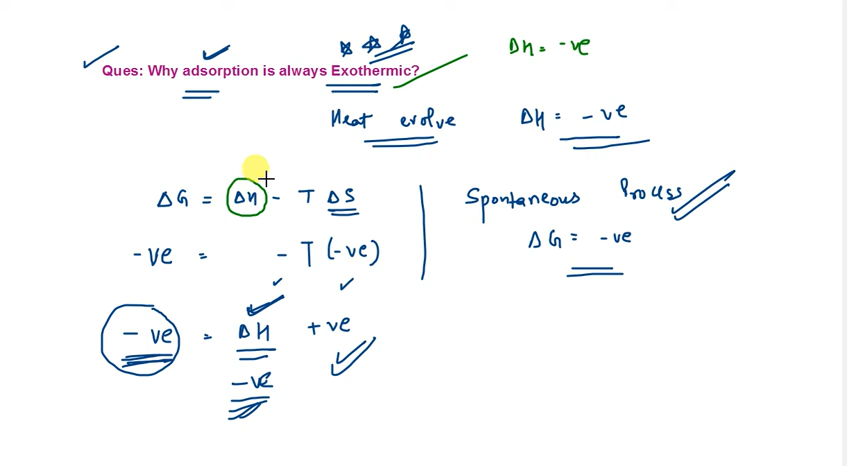 ΔH = -ve
Ques: Why adsorption is always Exothermic?
Heat evolve ΔH = -ve
ΔG = ΔH - T ΔS
-ve = - T (-ve)
- ve = ΔH +ve
-ve
Spontaneous Process
ΔG = -ve